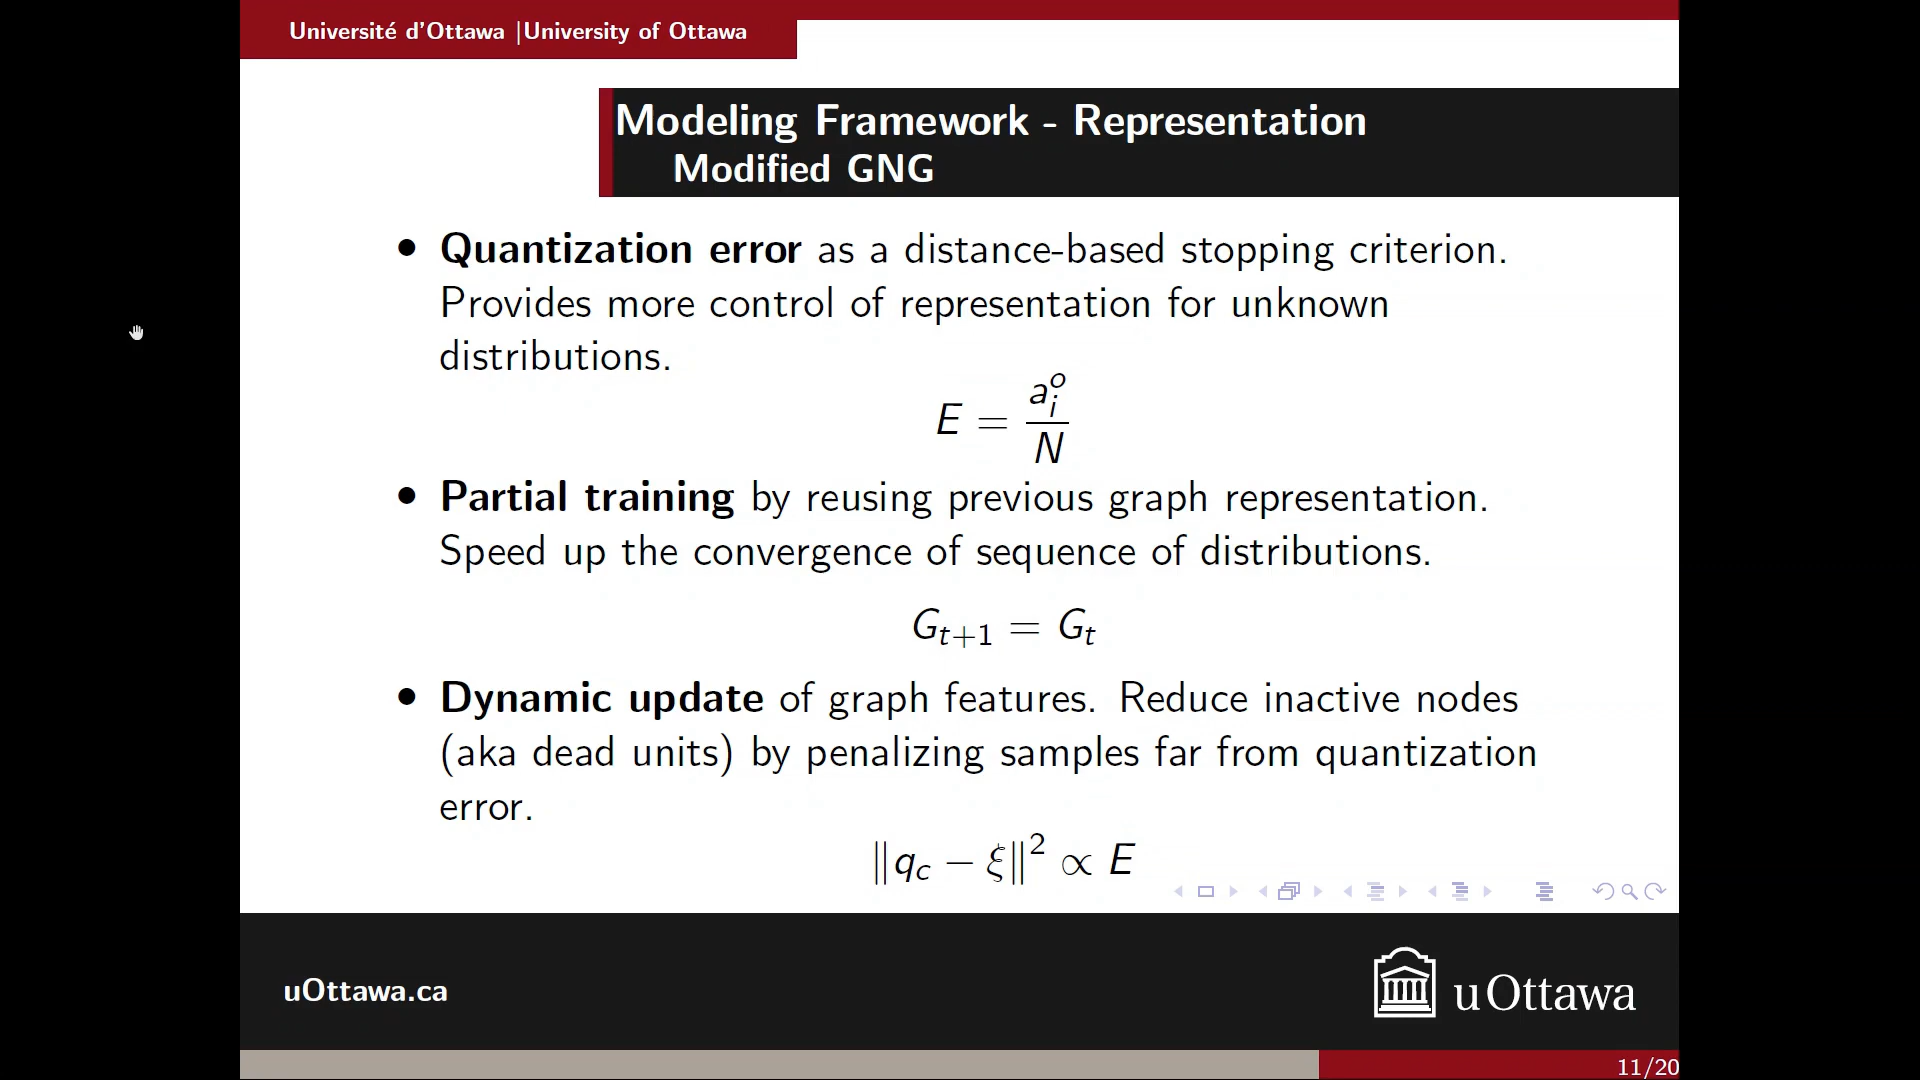 Université d'Ottawa |University of Ottawa
Modeling Framework - Representation
Modified GNG
• Quantization error as a distance-based stopping criterion.
Provides more control of representation for unknown
distributions.
E = a_i^o / N
• Partial training by reusing previous graph representation.
Speed up the convergence of sequence of distributions.
G_{t+1} = G_t
• Dynamic update of graph features. Reduce inactive nodes
(aka dead units) by penalizing samples far from quantization
error.
‖q_c − ξ‖² ∝ E
uOttawa.ca
uOttawa
11/20